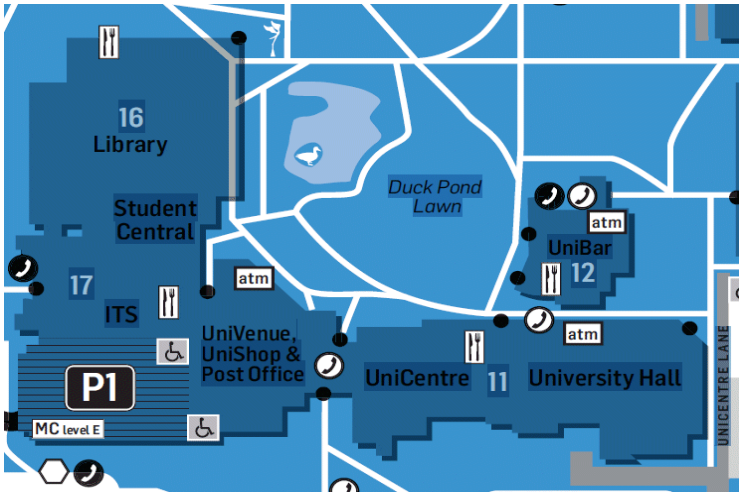 16
Library
Student
Central
Duck Pond
Lawn
atm
UniBar
12
17
ITS
atm
UniVenue,
UniShop &
Post Office
atm
UniCentre
11
University Hall
UNICENTRE LANE
P1
MC level E